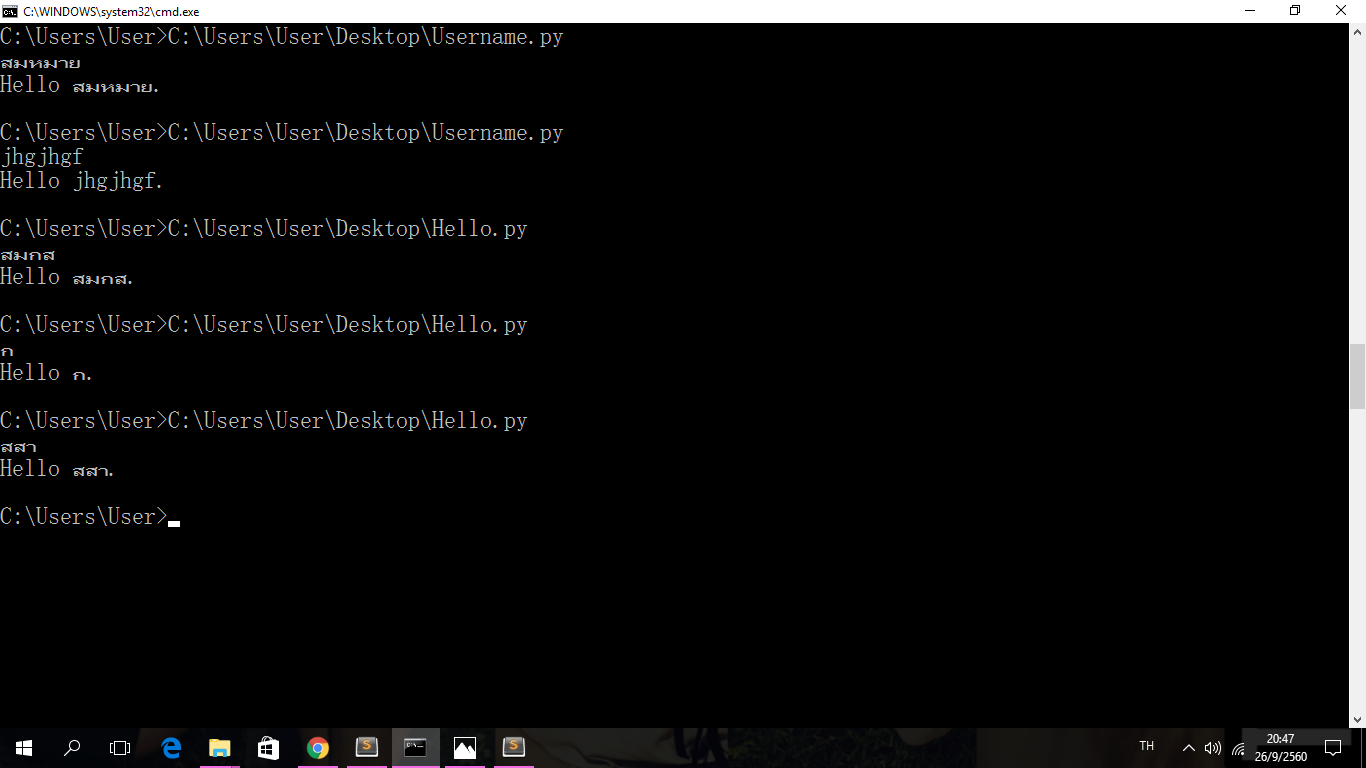 C:\WINDOWS\system32\cmd.exe
C:\Users\User>C:\Users\User\Desktop\Username.py
สมหมาย
Hello สมหมาย.
C:\Users\User>C:\Users\User\Desktop\Username.py
jhgjhgf
Hello jhgjhgf.
C:\Users\User>C:\Users\User\Desktop\Hello.py
สมกส
Hello สมกส.
C:\Users\User>C:\Users\User\Desktop\Hello.py
ก
Hello ก.
C:\Users\User>C:\Users\User\Desktop\Hello.py
สสา
Hello สสา.
C:\Users\User>
TH
20:47
26/9/2560